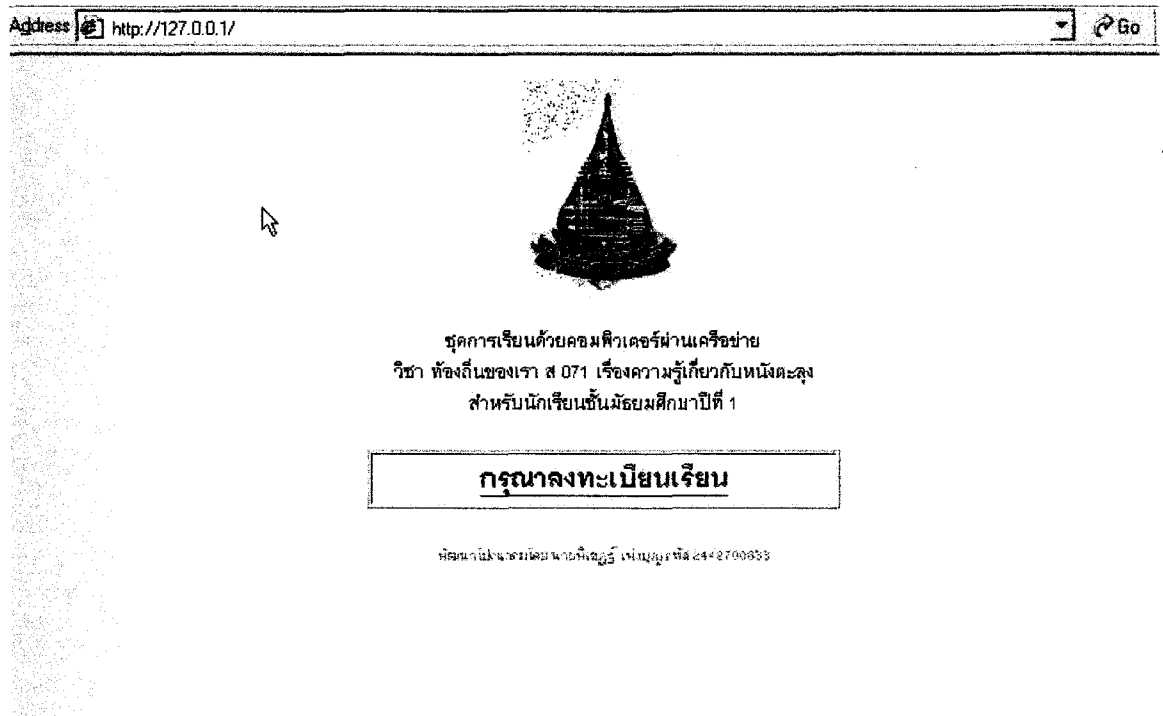 Address http://127.0.0.1/ Go
ชุดการเรียนด้วยคอมพิวเตอร์ผ่านเครือข่าย
วิชา ท้องถิ่นของเรา ส 071 เรื่องความรู้เกี่ยวกับหนังตะลุง
สำหรับนักเรียนชั้นมัธยมศึกษาปีที่ 1
กรุณาลงทะเบียนเรียน